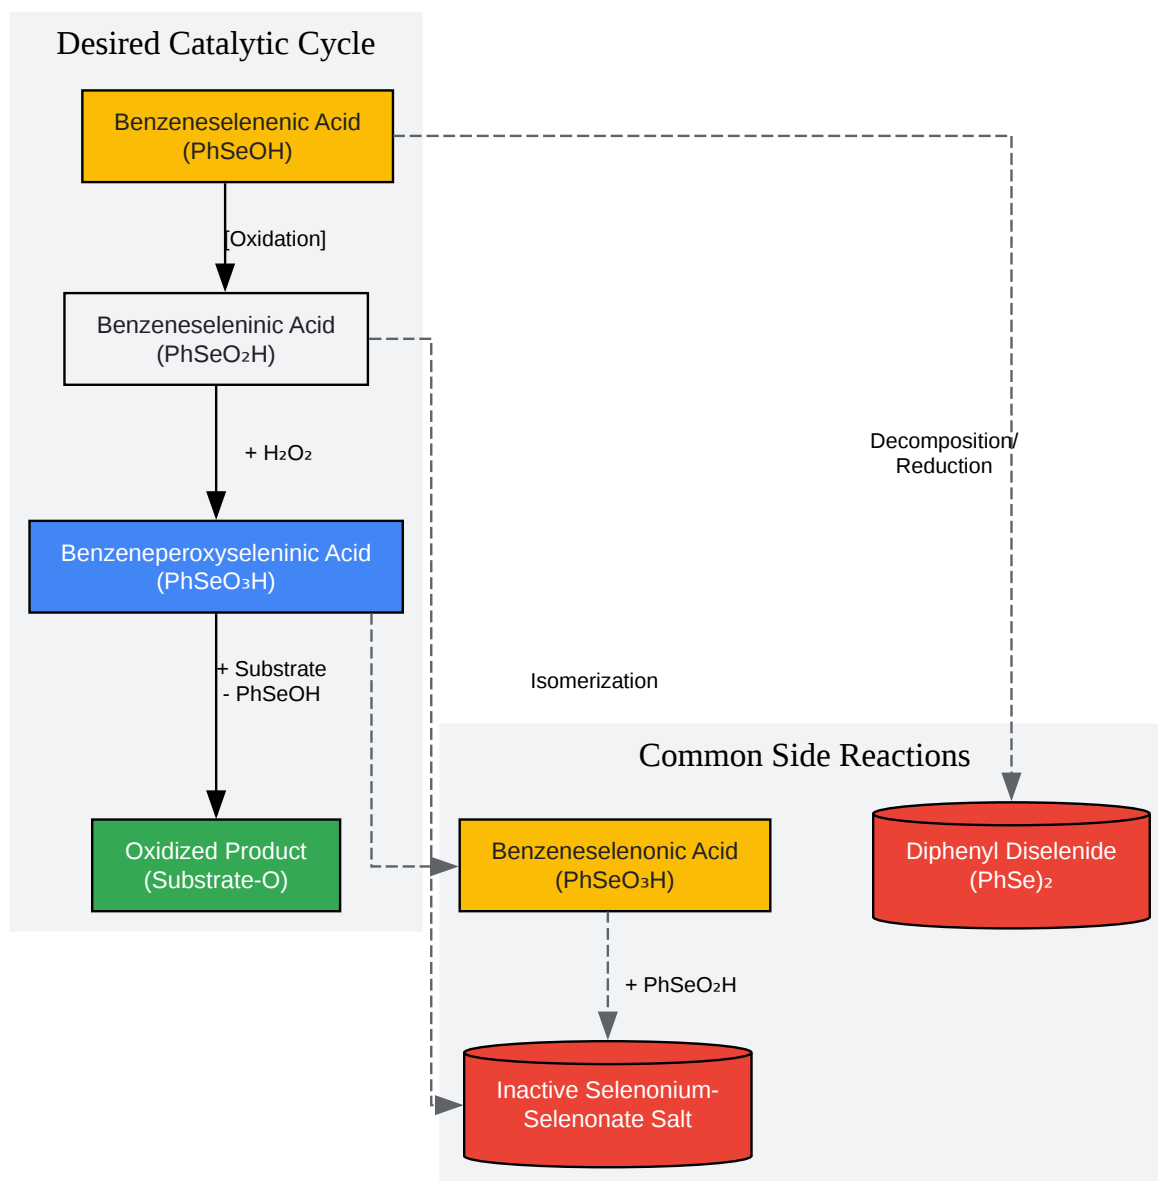 Desired Catalytic Cycle
Benzeneselenenic Acid
(PhSeOH)
[Oxidation]
Benzeneseleninic Acid
(PhSeO₂H)
+ H₂O₂
Decomposition/
Reduction
Benzeneperoxyseleninic Acid
(PhSeO₃H)
+ Substrate
- PhSeOH
Isomerization
Common Side Reactions
Oxidized Product
(Substrate-O)
Benzeneselenonic Acid
(PhSeO₃H)
Diphenyl Diselenide
(PhSe)₂
+ PhSeO₂H
Inactive Selenonium-
Selenonate Salt